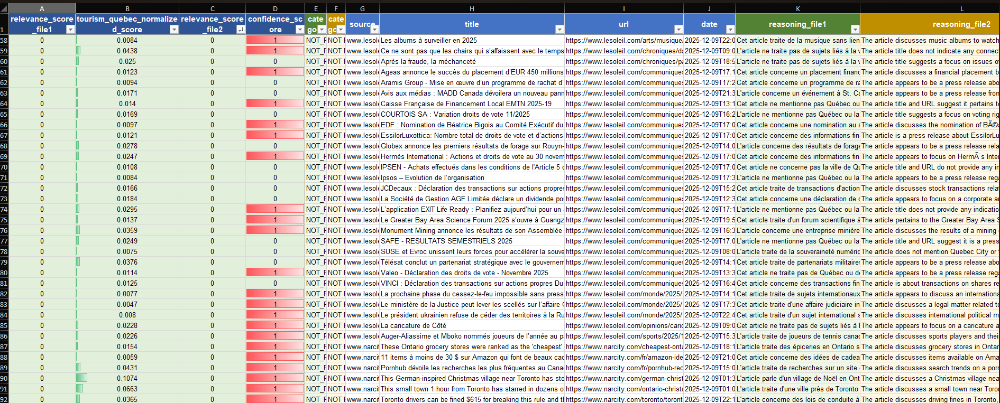 A B C D E F G H I J K L
1 relevance_score_file1 tourism_quebec_normalized_score relevance_score_file2 confidence_score catego catego source title url date reasoning_file1 reasoning_file2
58 0 0.0084 0 1 NOT_F NOT F www.lesole Les albums à surveiller en 2025 https://www.lesoleil.com/arts/musique/ 2025-12-09T22:0 Cet article traite de la musique sans lien The article discusses music albums to watch
59 0 0.0438 0 1 NOT_F NOT F www.lesole Ce ne sont pas que les chairs qui s'affaissent avec le temps https://www.lesoleil.com/chroniques/da 2025-12-09T09:0 L'article ne traite pas de sujets liés à la v The article title does not indicate any connec
60 0 0.025 0 0 NOT_F NOT F www.lesole Après la fraude, la méchanceté https://www.lesoleil.com/chroniques/pa 2025-12-09T18:5 L'article ne traite pas de sujets liés à la v The article title suggests a focus on issues o
61 0 0.0123 0 1 NOT_F NOT F www.lesole Ageas annonce le succès du placement d'EUR 450 millions https://www.lesoleil.com/communiques 2025-12-09T17:1 Cet article concerne un placement financ The article discusses a financial placement b
62 0 0.0094 0 0 NOT_F NOT F www.lesole Aramis Group - Mise en œuvre d'un programme de rachat d' https://www.lesoleil.com/communiques 2025-12-09T17:2 Cet article concerne un programme de ra The article appears to be a press release abo
63 0 0.0171 0 0 NOT_F NOT F www.lesole Avis aux médias : MADD Canada dévoilera un nouveau pann https://www.lesoleil.com/communiques 2025-12-09T21:3 L'article concerne un événement à St. Ca The article appears to be a press release fron
64 0 0.014 0 1 NOT_F NOT F www.lesole Caisse Française de Financement Local EMTN 2025-19 https://www.lesoleil.com/communiques 2025-12-09T13:1 Cet article ne mentionne pas Québec ou The article title and URL suggest it pertains to
65 0 0.0169 0 0 NOT_F NOT F www.lesole COURTOIS SA : Variation droits de vote 11/2025 https://www.lesoleil.com/communiques 2025-12-09T16:2 L'article ne mentionne pas Québec ou la The article title suggests a focus on voting rig
66 0 0.0097 0 1 NOT_F NOT F www.lesole EDF : Nomination de Béatrice Bigois au Comité Exécutif du https://www.lesoleil.com/communiques 2025-12-09T17:0 Cet article concerne une nomination au s The article discusses the nomination of BÃ©a
67 0 0.0121 0 1 NOT_F NOT F www.lesole EssilorLuxottica: Nombre total de droits de vote et d'actions https://www.lesoleil.com/communiques 2025-12-09T17:0 Cet article concerne des informations fin The article is a press release about EssilorLu
68 0 0.0278 0 0 NOT_F NOT F www.lesole Globex annonce les premiers résultats de forage sur Rouyn- https://www.lesoleil.com/communiques 2025-12-09T14:0 L'article concerne des résultats de forage The article appears to be a press release rela
69 0 0.0247 0 1 NOT_F NOT F www.lesole Hermès International : Actions et droits de vote au 30 novem https://www.lesoleil.com/communiques 2025-12-09T17:0 Cet article concerne des informations fin The article appears to focus on HermÃ¨s Inter
70 0 0.0108 0 0 NOT_F NOT F www.lesole IPSEN - Achats effectués dans les conditions de l'Article 5 d https://www.lesoleil.com/communiques 2025-12-09T17:0 Cet article ne concerne pas la ville de Qu The article title and URL do not provide any in
71 0 0.0084 0 0 NOT_F NOT F www.lesole Ipsos – Evolution de l'organisation https://www.lesoleil.com/communiques 2025-12-09T17:3 L'article ne mentionne pas Québec ou la The article appears to be a press release rega
72 0 0.0166 0 0 NOT_F NOT F www.lesole JCDecaux : Déclaration des transactions sur actions propres https://www.lesoleil.com/communiques 2025-12-09T15:2 Cet article traite de transactions d'action The article discusses stock transactions relat
73 0 0.0184 0 0 NOT_F NOT F www.lesole La Société de Gestion AGF Limitée déclare un dividende pou https://www.lesoleil.com/communiques 2025-12-09T12:3 Cet article concerne une déclaration de d The article appears to focus on a corporate an
74 0 0.0295 0 1 NOT_F NOT F www.lesole L'application EXIT Life Ready : Planifiez aujourd'hui pour un a https://www.lesoleil.com/communiques 2025-12-09T17:1 L'article ne mentionne pas Québec ou la The article title does not provide any indicatio
75 0 0.0137 0 1 NOT_F NOT F www.lesole Le Greater Bay Area Science Forum 2025 s'ouvre à Guangz https://www.lesoleil.com/communiques 2025-12-09T19:5 Cet article traite d'un forum scientifique à The article pertains to the Greater Bay Area S
76 0 0.0359 0 1 NOT_F NOT F www.lesole Monument Mining annonce les résultats de son Assemblée https://www.lesoleil.com/communiques 2025-12-09T16:3 L'article concerne une entreprise minière The article discusses the results of a mining
77 0 0.0249 0 0 NOT_F NOT F www.lesole SAFE - RESULTATS SEMESTRIELS 2025 https://www.lesoleil.com/communiques 2025-12-09T17:0 L'article ne mentionne pas Québec ou la The article title and URL suggest it is a press
78 0 0.0075 0 0 NOT_F NOT F www.lesole SUSE et Evroc unissent leurs forces pour accélérer la souve https://www.lesoleil.com/communiques 2025-12-09T08:0 L'article traite de la souveraineté numéric The article does not mention Quebec City or
79 0 0.0376 0 0 NOT_F NOT F www.lesole Télésat conclut un partenariat stratégique avec le gouvernem https://www.lesoleil.com/communiques 2025-12-09T14:1 Cet article traite de partenariats militaires The article appears to be a press release abo
80 0 0.0114 0 1 NOT_F NOT F www.lesole Valeo - Déclaration des droits de vote - Novembre 2025 https://www.lesoleil.com/communiques 2025-12-09T13:3 Cet article ne traite pas de Québec ou de The article appears to be a press release rega
81 0 0.0125 0 0 NOT_F NOT F www.lesole VINCI : Déclaration des transactions sur actions propres Du https://www.lesoleil.com/communiques 2025-12-09T16:4 Cet article concerne des transactions fin The article is about transactions on shares re
82 0 0.0077 0 1 NOT_F NOT F www.lesole La prochaine phase du cessez-le-feu impossible sans press https://www.lesoleil.com/monde/2025/ 2025-12-09T14:1 Cet article traite de sujets internationaux The article appears to discuss an internationa
83 0 0.0047 0 1 NOT_F NOT F www.lesole Le ministère de la Justice peut lever les scellés sur l'affaire https://www.lesoleil.com/monde/2025/ 2025-12-09T17:3 Cet article traite d'une affaire judiciaire in The article discusses a legal matter related to
84 0 0.008 0 1 NOT_F NOT F www.lesole Le président ukrainien refuse de céder des territoires à la Ru https://www.lesoleil.com/monde/2025/ 2025-12-09T22:4 Cet article traite d'un sujet international s The article discusses international political m
85 0 0.0228 0 1 NOT_F NOT F www.lesole La caricature de Côté https://www.lesoleil.com/opinions/caric 2025-12-09T09:0 Cet article ne traite pas de sujets liés à l The article appears to focus on a caricature a
86 0 0.0226 0 1 NOT_F NOT F www.lesole Auger-Aliassime et Mboko nommés joueurs de l'année au pa https://www.lesoleil.com/sports/2025/1 2025-12-09T15:3 L'article traite de joueurs de tennis canac The article discusses sports players and thei
87 0 0.0154 0 1 NOT_F NOT F www.narcit These Ontario grocery stores were ranked as the 'cheapest' https://www.narcity.com/cheapest-onta 2025-12-09T18:1 L'article traite des épiceries en Ontario s The article discusses grocery stores in Ontar
88 0 0.0059 0 1 NOT_F NOT F www.narcit 11 items à moins de 30 $ sur Amazon qui font de beaux cad https://www.narcity.com/fr/amazon-ide 2025-12-09T21:0 Cet article concerne des idées de cadea The article discusses items available on Ama
89 0 0.0431 0 1 NOT_F NOT F www.narcit Pornhub dévoile les recherches les plus fréquentes au Cana https://www.narcity.com/fr/pornhub-rec 2025-12-09T15:0 L'article traite de recherches sur un site The article discusses search trends on a porn
90 0 0.1074 0 1 NOT_F NOT F www.narcit This German-inspired Christmas village near Toronto has sto https://www.narcity.com/german-christ 2025-12-09T01:3 L'article parle d'un village de Noël en Ont The article discusses a Christmas village nea
91 0 0.0663 0 1 NOT_F NOT F www.narcit This small town 1 hour from Toronto has starred in dozens of https://www.narcity.com/ontario-christr 2025-12-09T01:0 L'article traite d'une ville près de Toronto The article discusses a small town near Toror
92 0 0.0365 0 1 NOT_F NOT F www.narcit Toronto drivers can be fined $615 for breaking this rule and th https://www.narcity.com/toronto/toront 2025-12-09T22:1 Cet article traite des lois de conduite à The article discusses driving fines in Toronto,